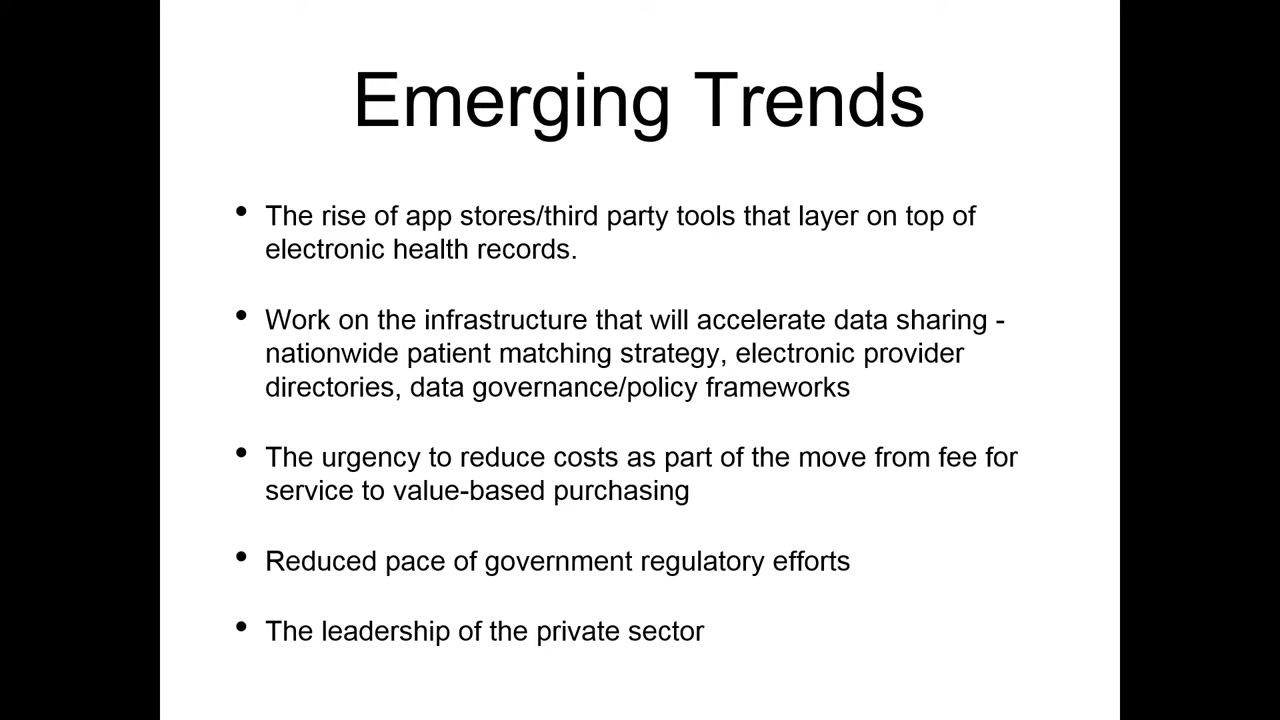 Emerging Trends
• The rise of app stores/third party tools that layer on top of
electronic health records.
• Work on the infrastructure that will accelerate data sharing -
nationwide patient matching strategy, electronic provider
directories, data governance/policy frameworks
• The urgency to reduce costs as part of the move from fee for
service to value-based purchasing
• Reduced pace of government regulatory efforts
• The leadership of the private sector